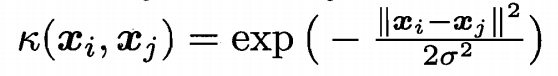 κ(𝒙ᵢ, 𝒙ⱼ) = exp ( − ‖𝒙ᵢ−𝒙ⱼ‖² / 2σ² )